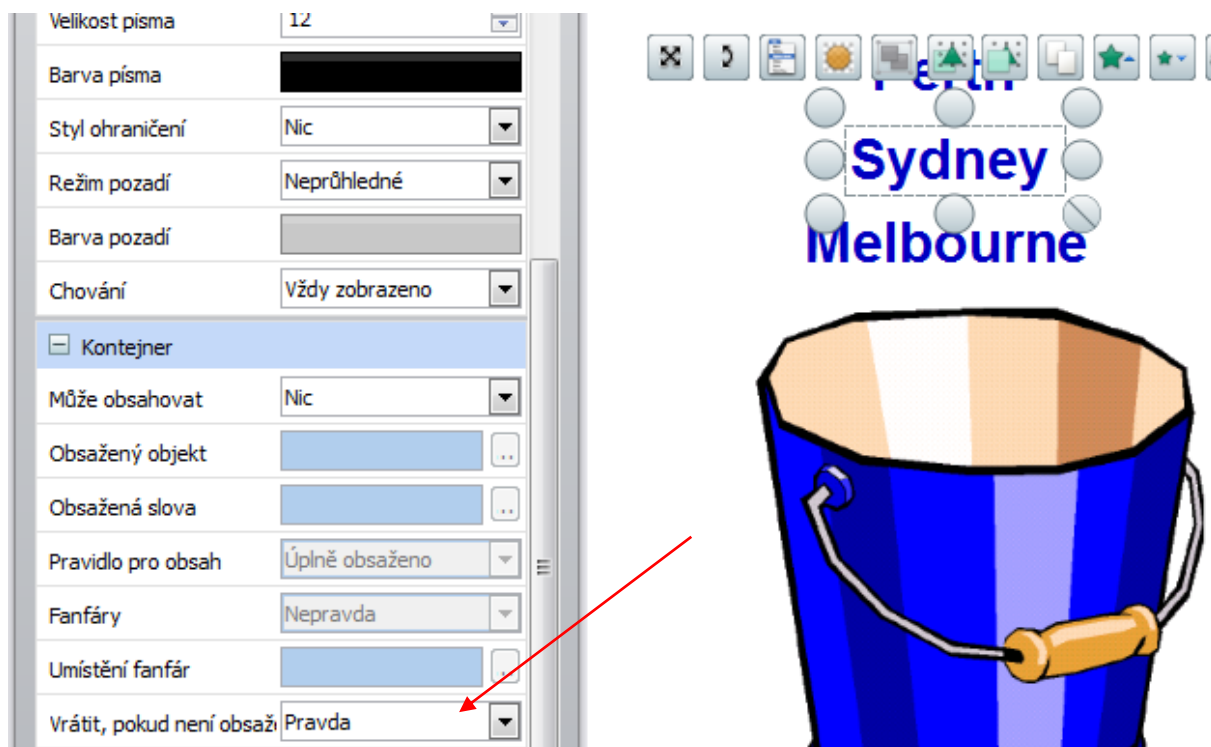 Velikost písma 12
Barva písma
Styl ohraničení Nic
Režim pozadí Neprůhledné
Barva pozadí
Chování Vždy zobrazeno
Kontejner
Může obsahovat Nic
Obsažený objekt ..
Obsažená slova ..
Pravidlo pro obsah Úplně obsaženo
Fanfáry Nepravda
Umístění fanfár ..
Vrátit, pokud není obsaž Pravda
Perth
Sydney
Melbourne